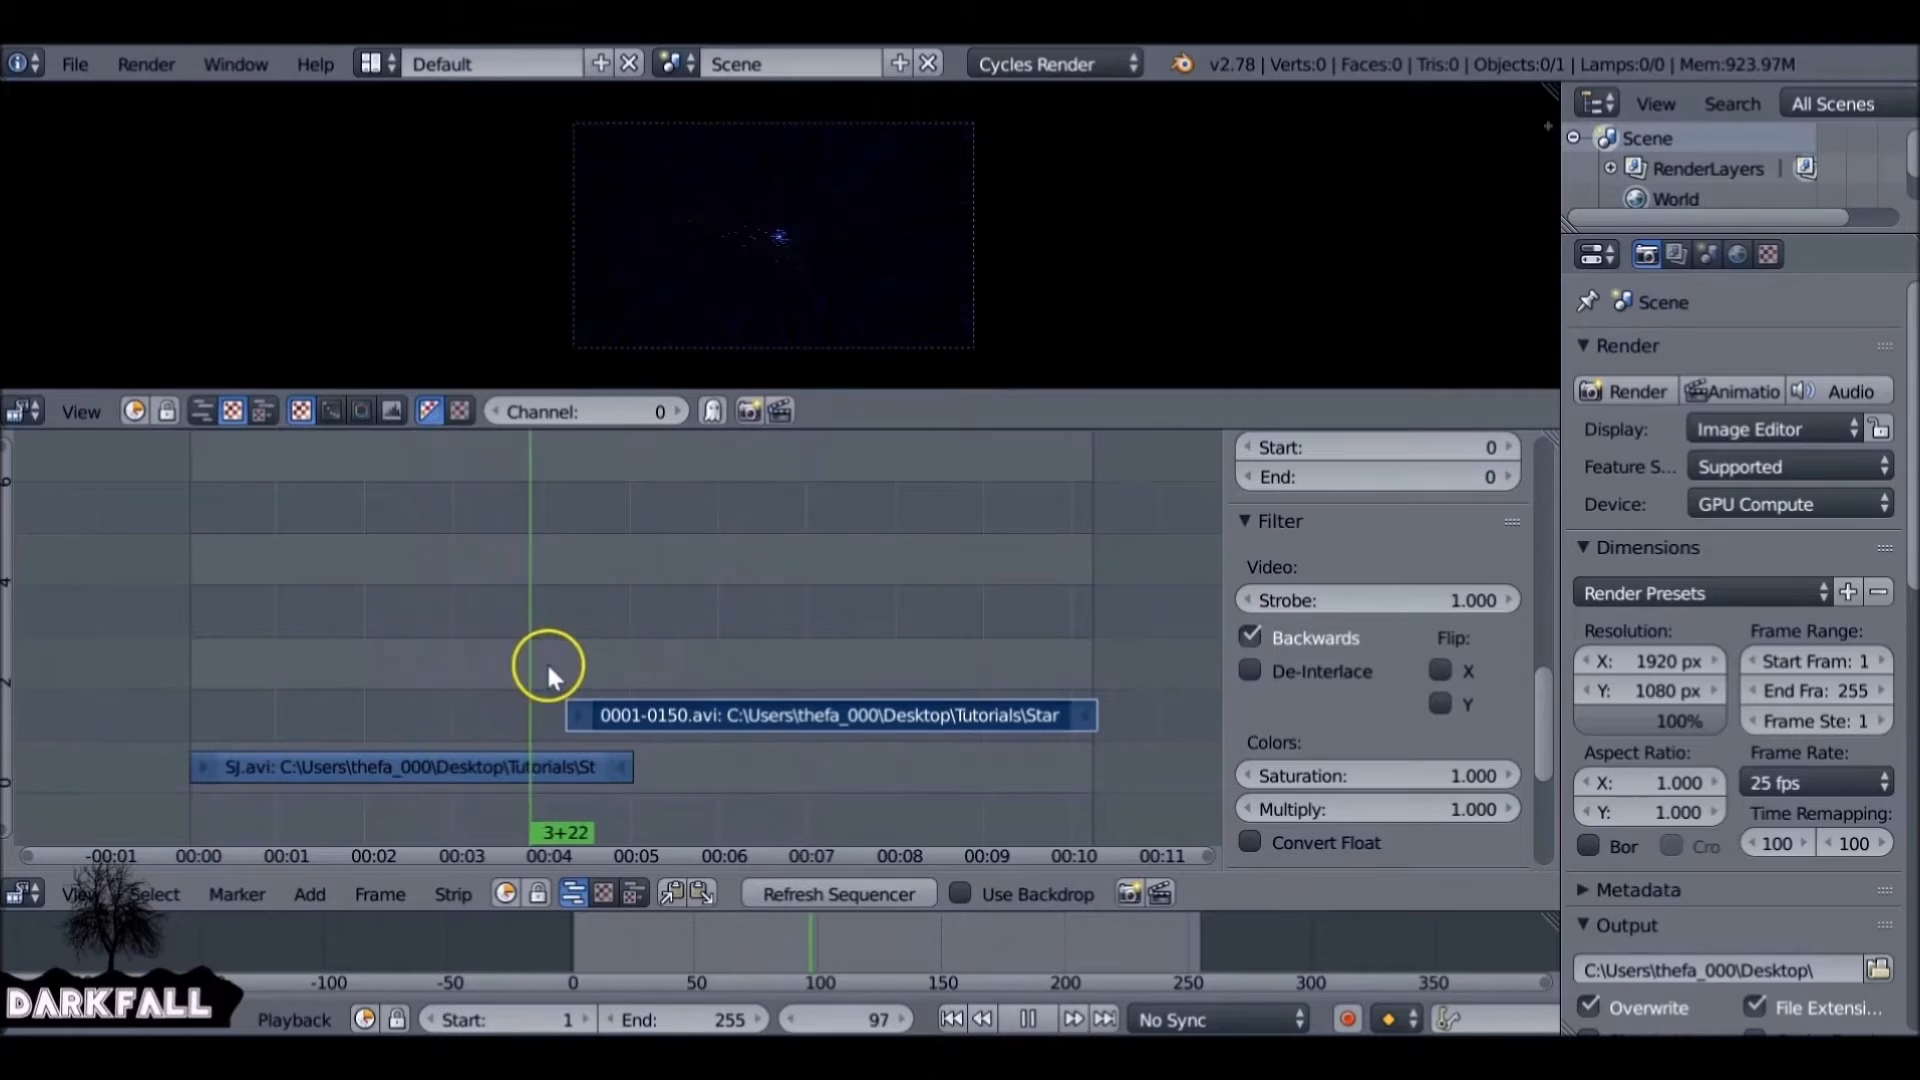 File Render Window Help Default Scene Cycles Render v2.78 | Verts:0 | Faces:0 | Tris:0 | Objects:0/1 | Lamps:0/0 | Mem:923.97M
View Search All Scenes
Scene
RenderLayers
World
Scene
Render
Render Animatio Audio
Display: Image Editor
Feature S... Supported
Device: GPU Compute
Dimensions
Render Presets
Resolution: Frame Range:
X: 1920 px Start Fram: 1
Y: 1080 px End Fra: 255
100% Frame Ste: 1
Aspect Ratio: Frame Rate:
X: 1.000 25 fps
Y: 1.000 Time Remapping:
Bor Cro 100 100
Metadata
Output
C:\Users\thefa_000\Desktop\
Overwrite File Extensi...
View Channel: 0
Start: 0
End: 0
Filter
Video:
Strobe: 1.000
Backwards Flip:
De-Interlace X
Y
Colors:
Saturation: 1.000
Multiply: 1.000
Convert Float
6
4
2
0
0001-0150.avi: C:\Users\thefa_000\Desktop\Tutorials\Star
SJ.avi: C:\Users\thefa_000\Desktop\Tutorials\St
3+22
-00:01 00:00 00:01 00:02 00:03 00:04 00:05 00:06 00:07 00:08 00:09 00:10 00:11
View Select Marker Add Frame Strip Refresh Sequencer Use Backdrop
-100 -50 0 50 100 150 200 250 300 350
DARKFALL
Playback Start: 1 End: 255 97 No Sync